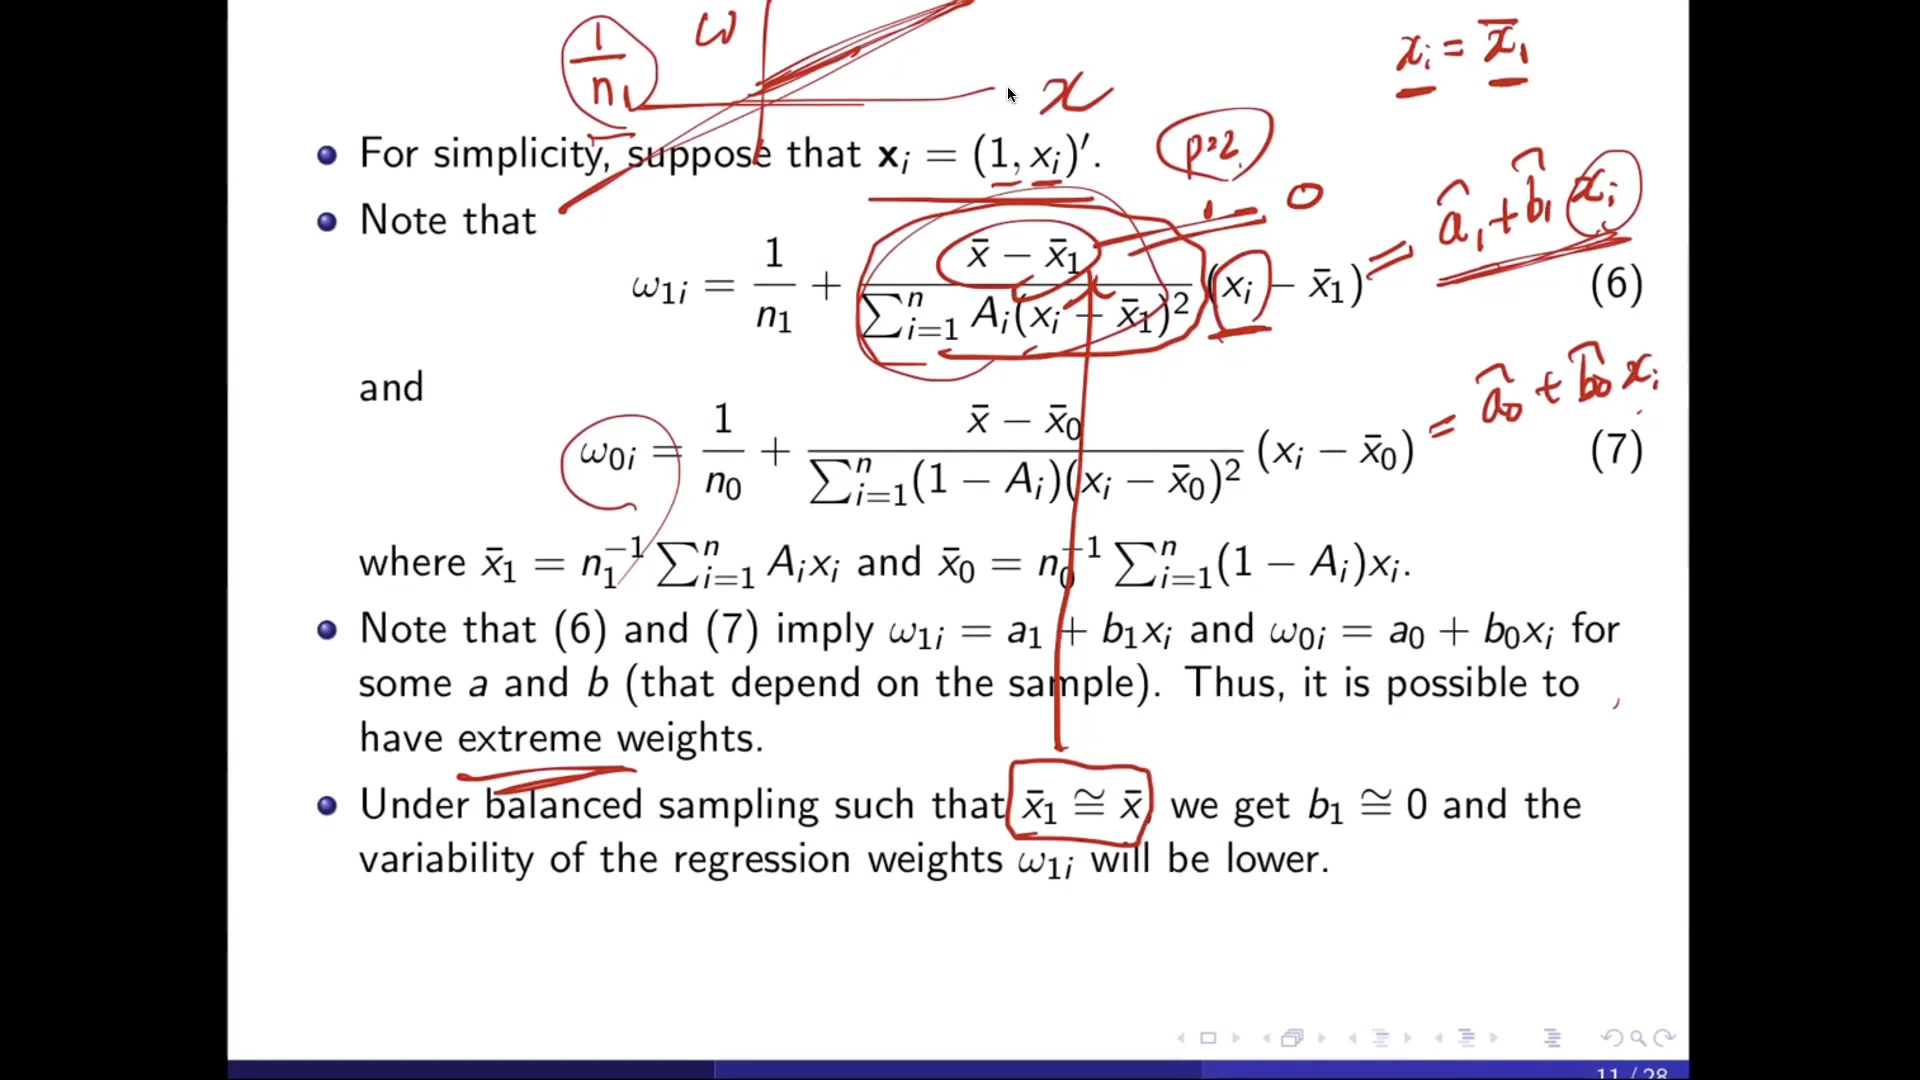 1/n₁
ω
x
xᵢ = x̄₁
• For simplicity, suppose that 𝐱ᵢ = (1, xᵢ)′.
p=2
• Note that
ω₁ᵢ = 1/n₁ + (x̄ − x̄₁)/(∑ⁿᵢ₌₁ Aᵢ(xᵢ − x̄₁)²) (xᵢ − x̄₁) (6)
0
= â₁ + b̂₁ xᵢ
and
ω₀ᵢ = 1/n₀ + (x̄ − x̄₀)/(∑ⁿᵢ₌₁(1 − Aᵢ)(xᵢ − x̄₀)²) (xᵢ − x̄₀) (7)
= â₀ + b̂₀ xᵢ
where x̄₁ = n₁⁻¹ ∑ⁿᵢ₌₁ Aᵢxᵢ and x̄₀ = n₀⁻¹ ∑ⁿᵢ₌₁(1 − Aᵢ)xᵢ.
• Note that (6) and (7) imply ω₁ᵢ = a₁ + b₁xᵢ and ω₀ᵢ = a₀ + b₀xᵢ for
some a and b (that depend on the sample). Thus, it is possible to
have extreme weights.
• Under balanced sampling such that x̄₁ ≅ x̄, we get b₁ ≅ 0 and the
variability of the regression weights ω₁ᵢ will be lower.
11 / 28